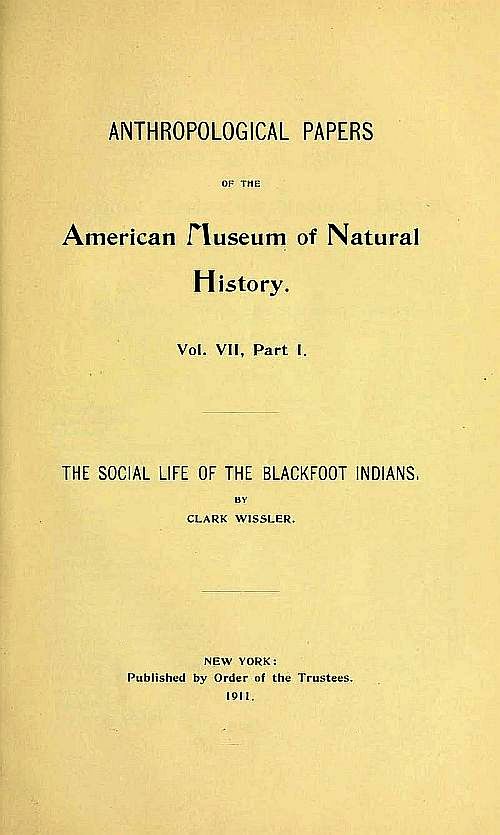 ANTHROPOLOGICAL PAPERS
OF THE
American Museum of Natural
History.
Vol. VII, Part I.
THE SOCIAL LIFE OF THE BLACKFOOT INDIANS.
BY
CLARK WISSLER.
NEW YORK:
Published by Order of the Trustees.
1911.